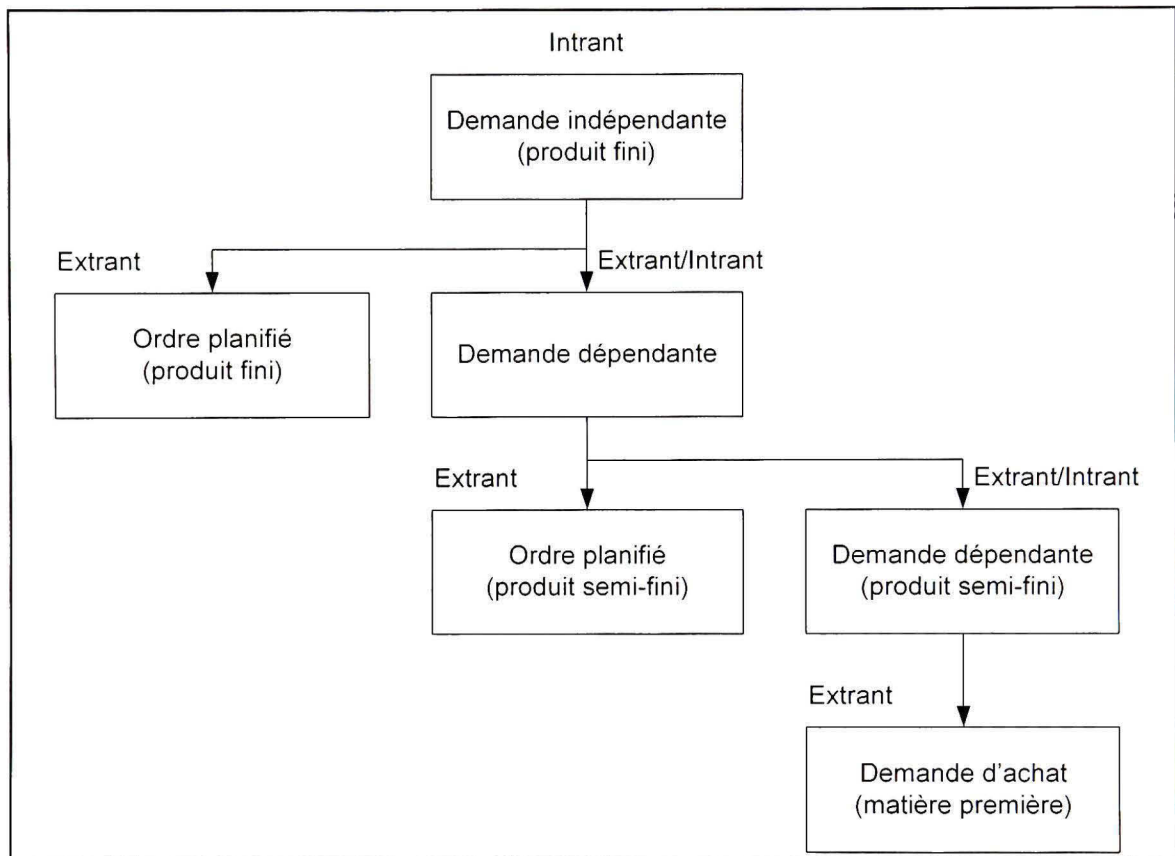 Intrant
Demande indépendante
(produit fini)
Extrant
Extrant/Intrant
Ordre planifié
(produit fini)
Demande dépendante
Extrant
Extrant/Intrant
Ordre planifié
(produit semi-fini)
Demande dépendante
(produit semi-fini)
Extrant
Demande d'achat
(matière première)